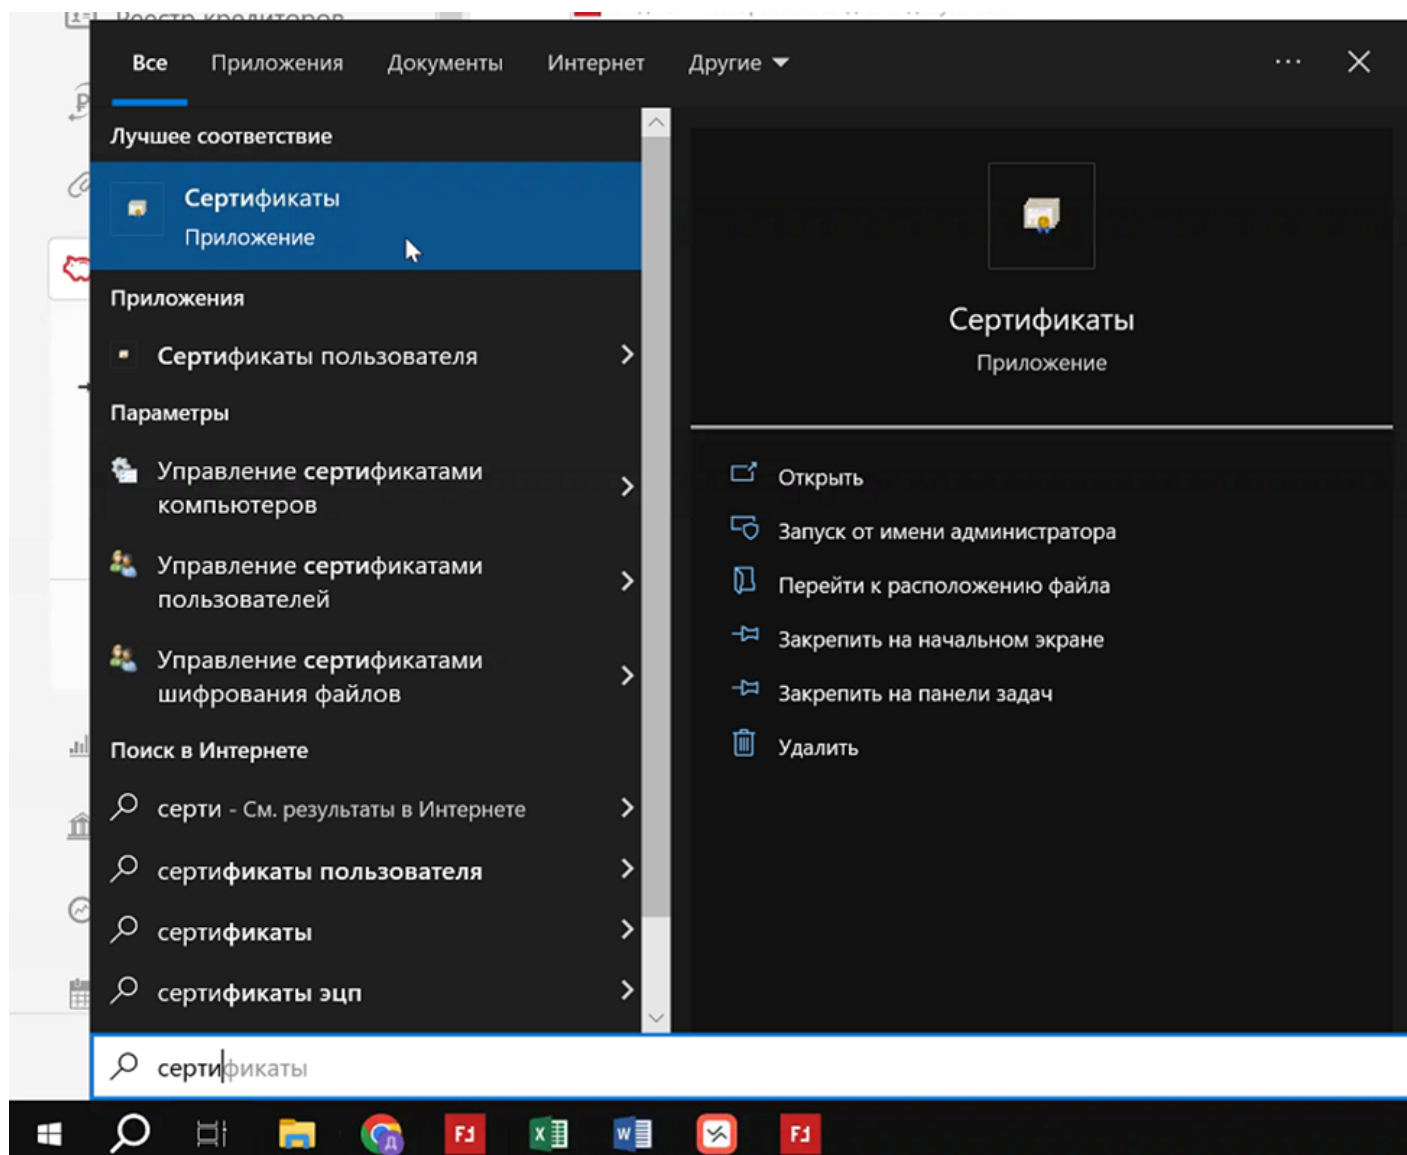 Реестр кредиторов
Все Приложения Документы Интернет Другие
Лучшее соответствие
Сертификаты
Приложение
Приложения
Сертификаты пользователя
Параметры
Управление сертификатами
компьютеров
Управление сертификатами
пользователей
Управление сертификатами
шифрования файлов
Поиск в Интернете
серти - См. результаты в Интернете
сертификаты пользователя
сертификаты
сертификаты эцп
Сертификаты
Приложение
Открыть
Запуск от имени администратора
Перейти к расположению файла
Закрепить на начальном экране
Закрепить на панели задач
Удалить
сертификаты